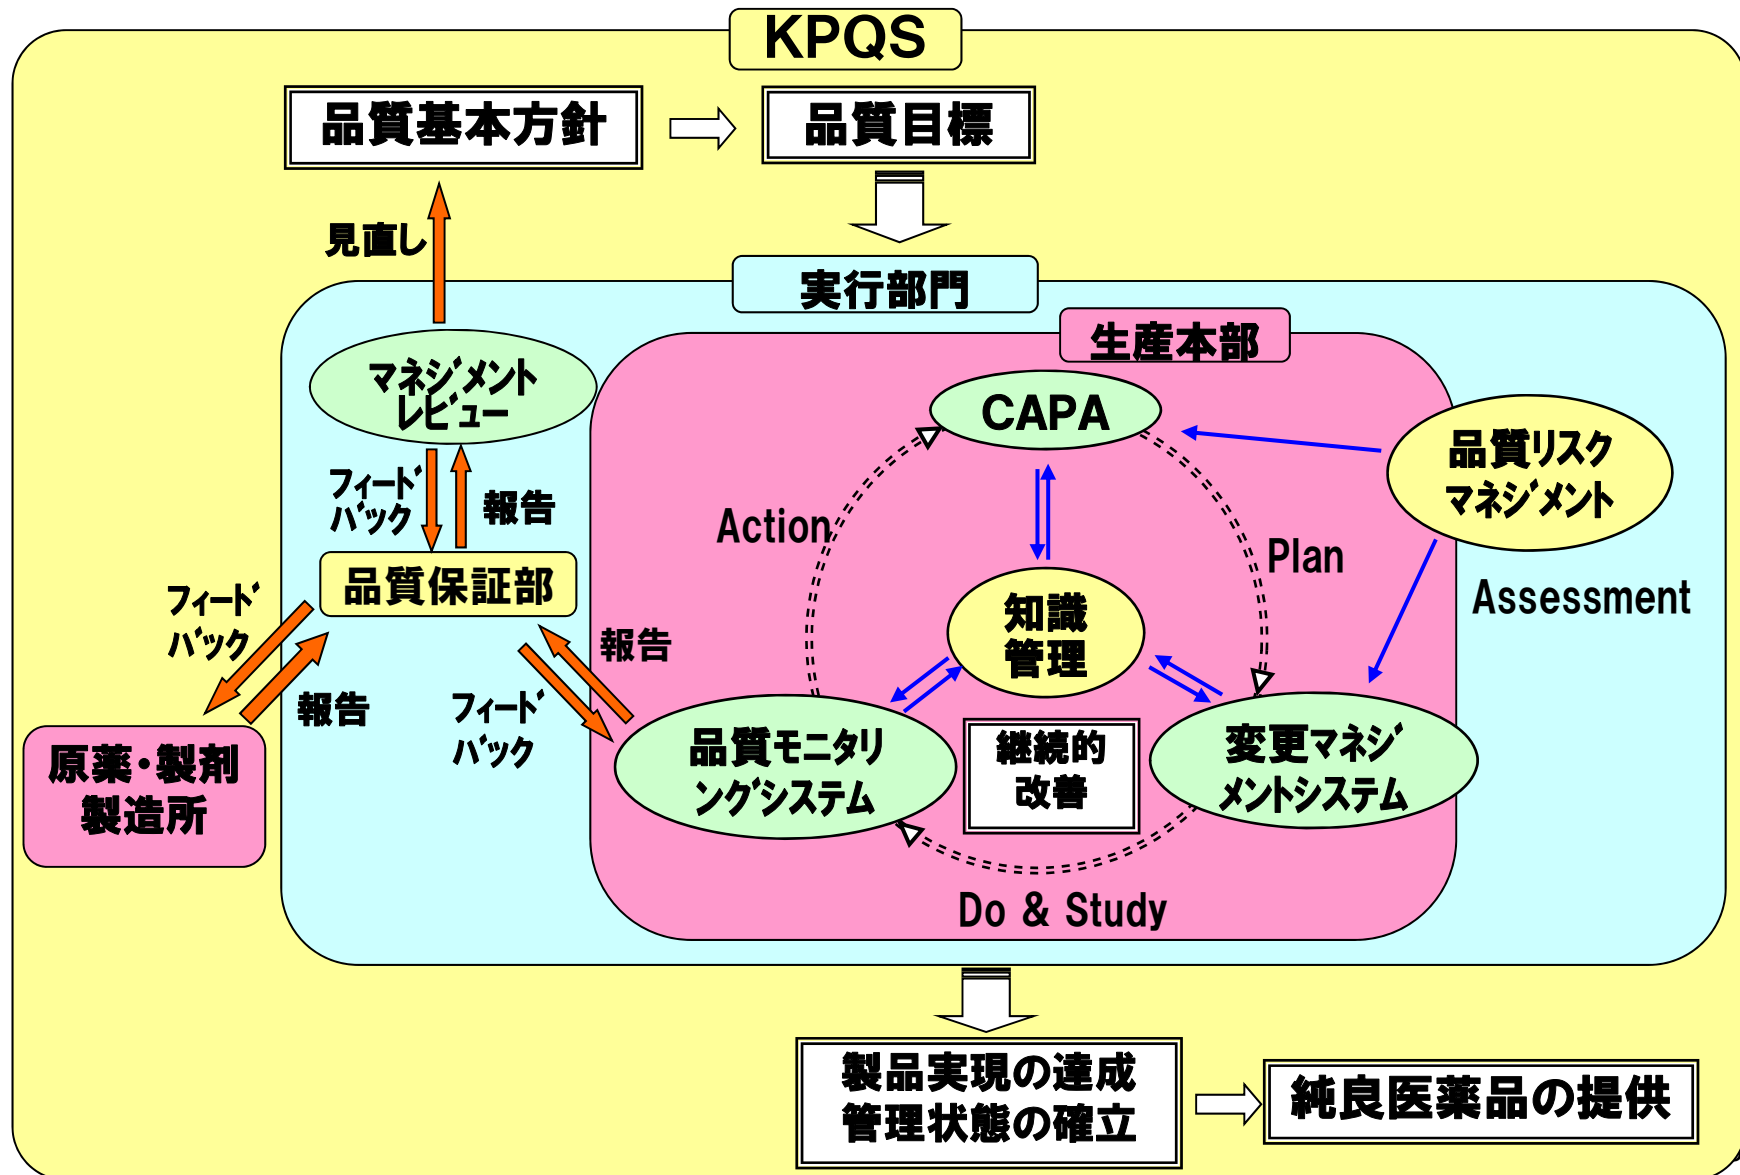 KPQS
品質基本方針
品質目標
見直し
実行部門
生産本部
マネジメント
レビュー
CAPA
品質リスク
マネジメント
フィード
バック
報告
Action
Plan
品質保証部
Assessment
フィード
バック
知識
管理
報告
報告
フィード
バック
原薬・製剤
製造所
品質モニタリ
ングシステム
継続的
改善
変更マネジ
メントシステム
Do & Study
製品実現の達成
管理状態の確立
純良医薬品の提供